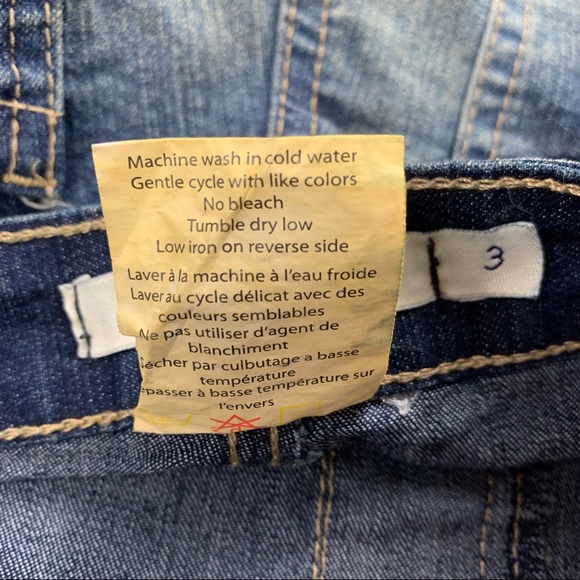 Machine wash in cold water
Gentle cycle with like colors
No bleach
Tumble dry low
Low iron on reverse side
Laver à la machine à l'eau froide
Laver au cycle délicat avec des
couleurs semblables
Ne pas utiliser d'agent de
blanchiment
écher par culbutage a basse
température
epasser à basse température sur
l'envers
3